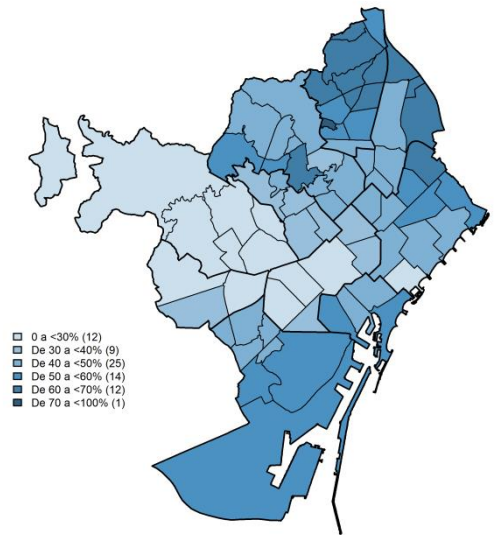 0 a <30% (12)
De 30 a <40% (9)
De 40 a <50% (25)
De 50 a <60% (14)
De 60 a <70% (12)
De 70 a <100% (1)